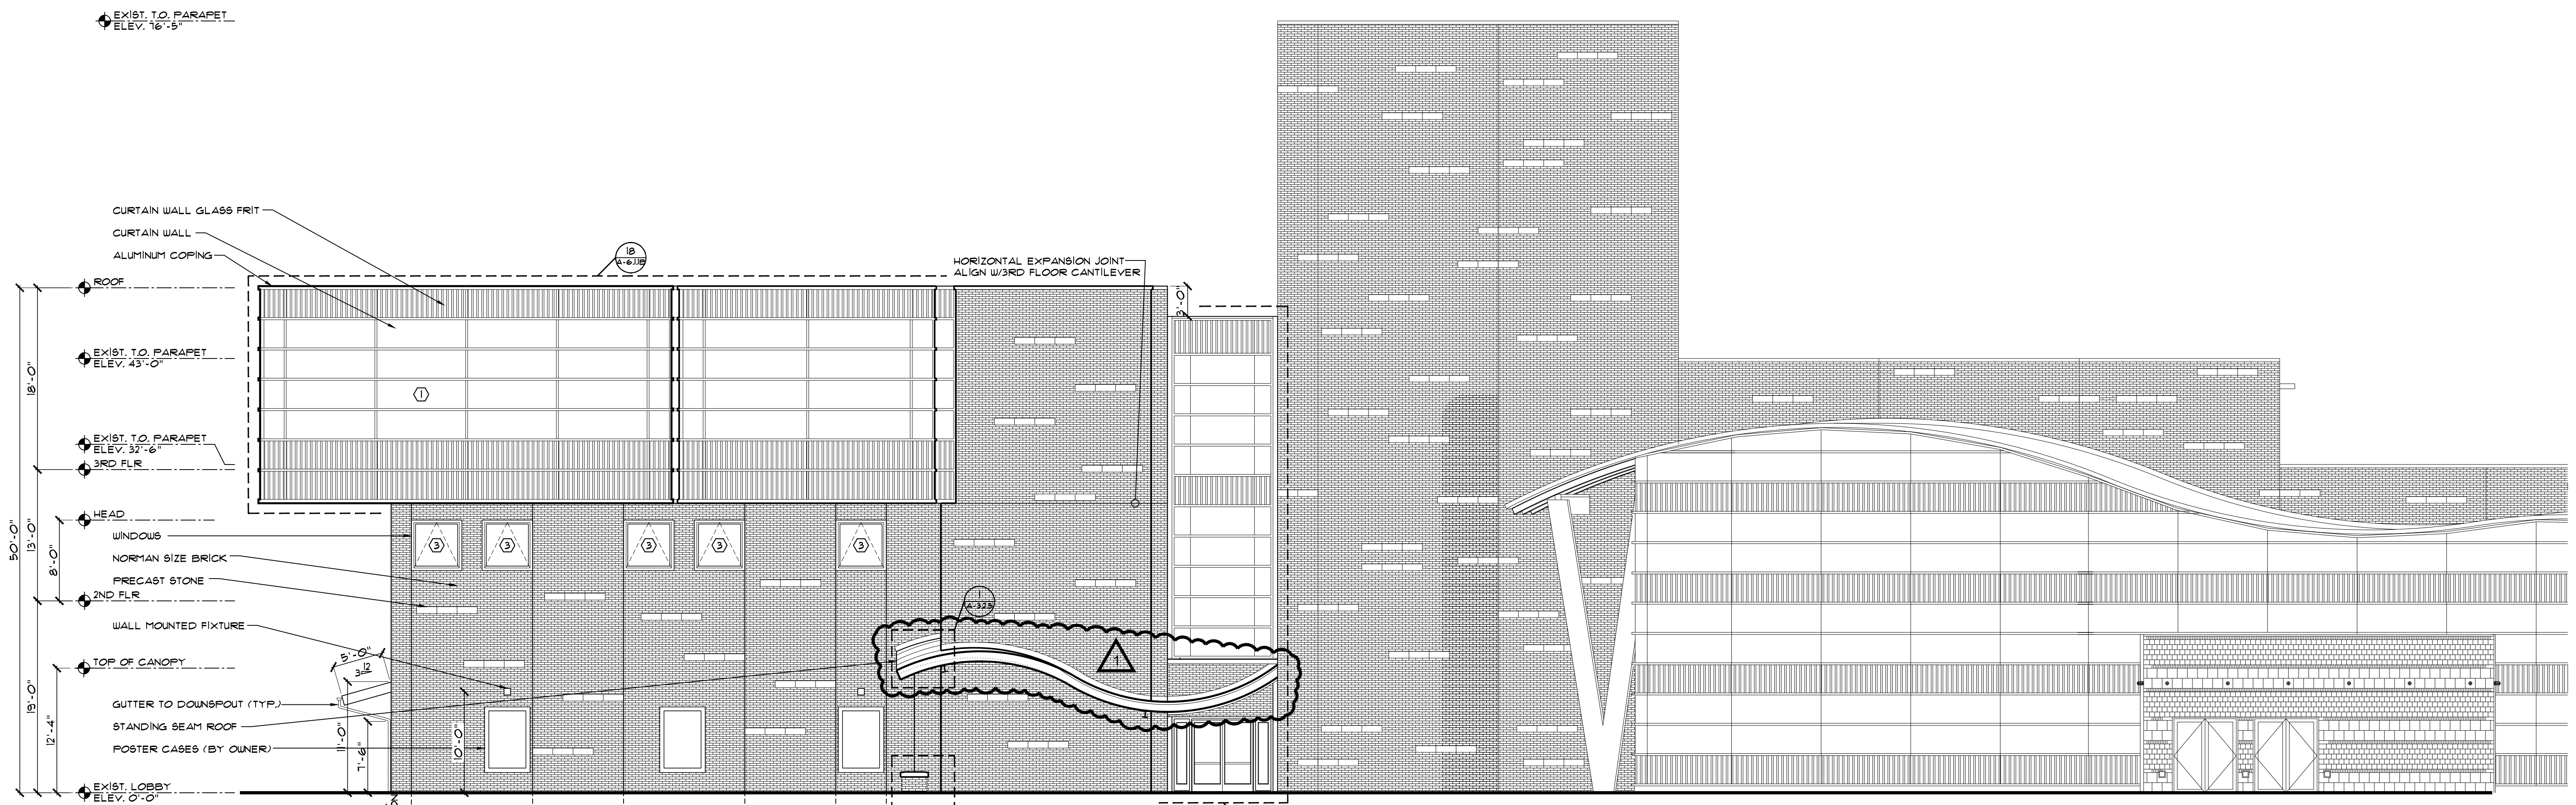 EXIST. T.O. PARAPET
ELEV. 76'-5"
CURTAIN WALL GLASS FRIT
CURTAIN WALL
ALUMINUM COPING
18
A-6.11B
HORIZONTAL EXPANSION JOINT
ALIGN W/3RD FLOOR CANTILEVER
ROOF
3'-0"
EXIST. T.O. PARAPET
ELEV. 43'-0"
18'-0"
1
EXIST. T.O. PARAPET
ELEV. 32'-6"
3RD FLR
HEAD
50'-0"
13'-0"
8'-0"
WINDOWS
3
3
3
3
3
NORMAN SIZE BRICK
PRECAST STONE
2ND FLR
1
A-3.2.5
WALL MOUNTED FIXTURE
5'-0"
12
3
TOP OF CANOPY
1
19'-0"
12'-4"
GUTTER TO DOWNSPOUT (TYP.)
STANDING SEAM ROOF
POSTER CASES (BY OWNER)
11'-0"
7'-6"
10'-0"
EXIST. LOBBY
ELEV. 0'-0"